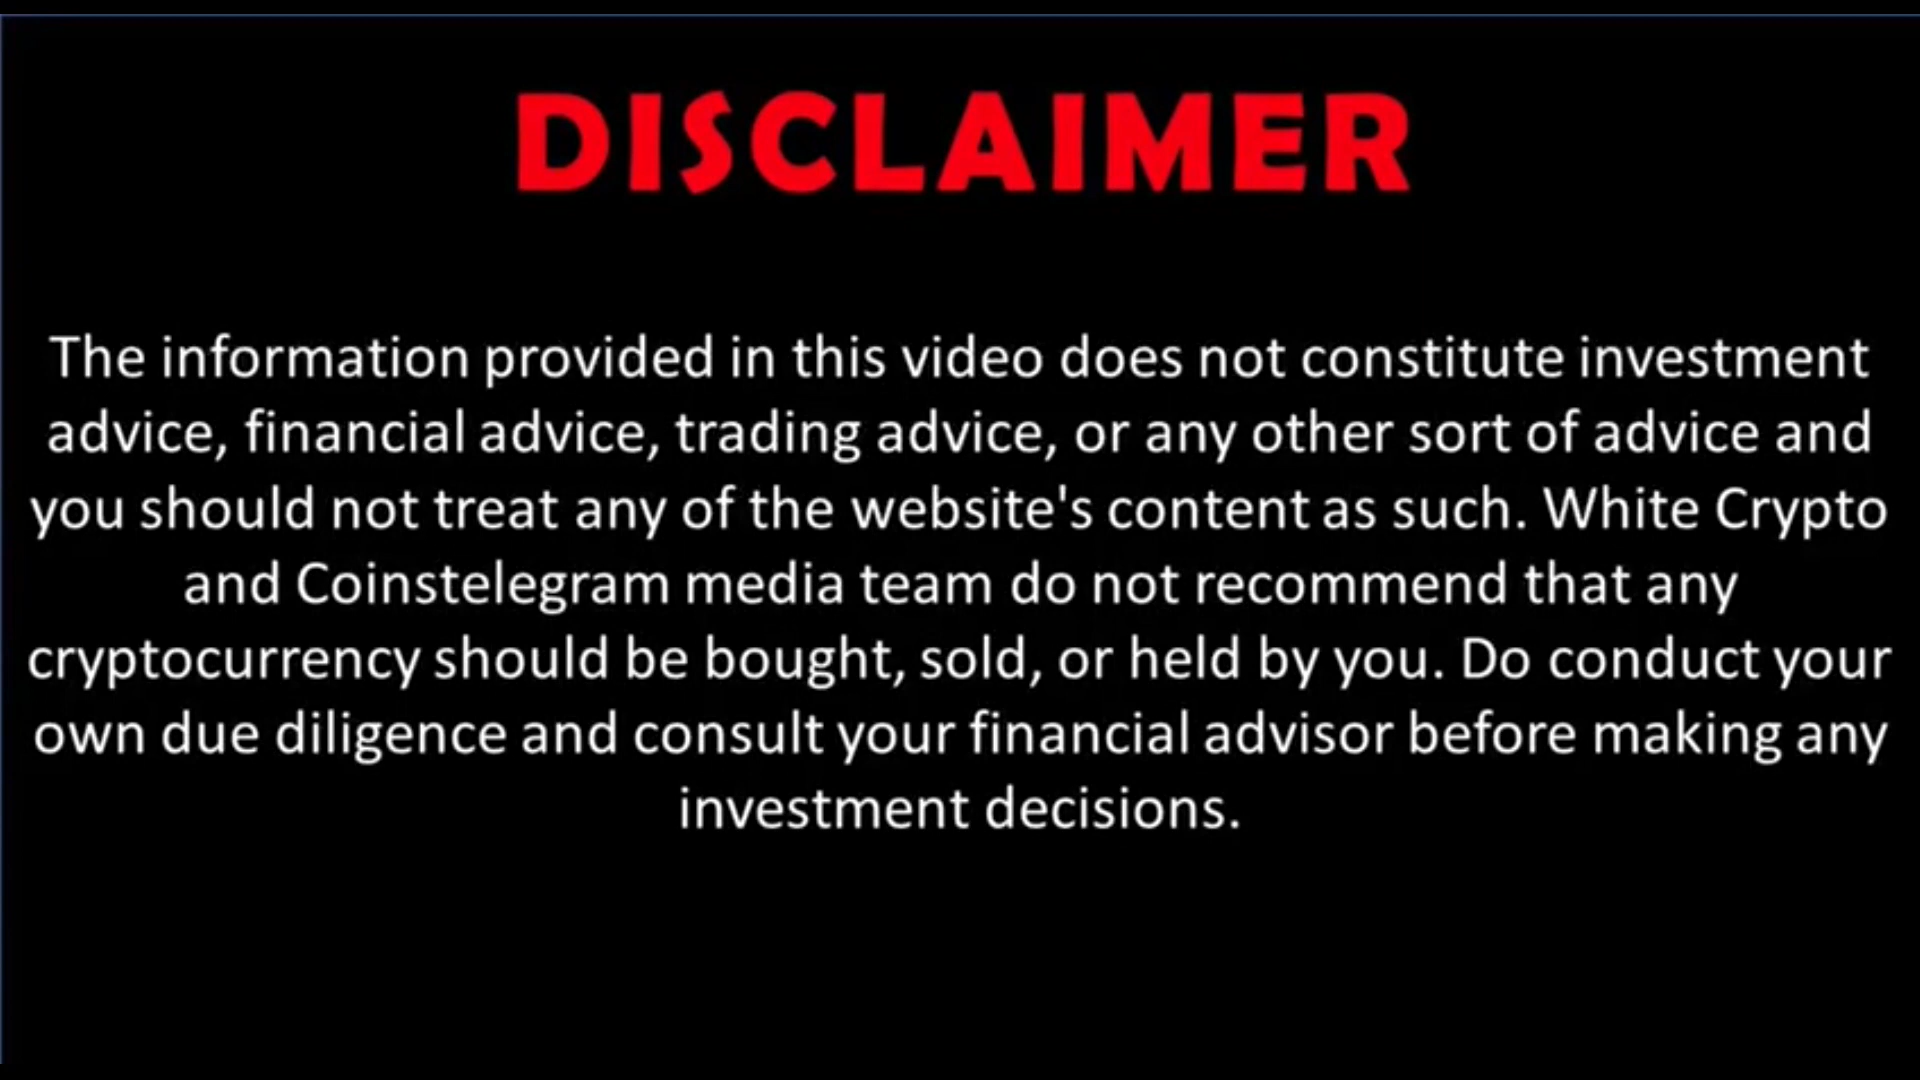 DISCLAIMER
The information provided in this video does not constitute investment
advice, financial advice, trading advice, or any other sort of advice and
you should not treat any of the website's content as such. White Crypto
and Coinstelegram media team do not recommend that any
cryptocurrency should be bought, sold, or held by you. Do conduct your
own due diligence and consult your financial advisor before making any
investment decisions.